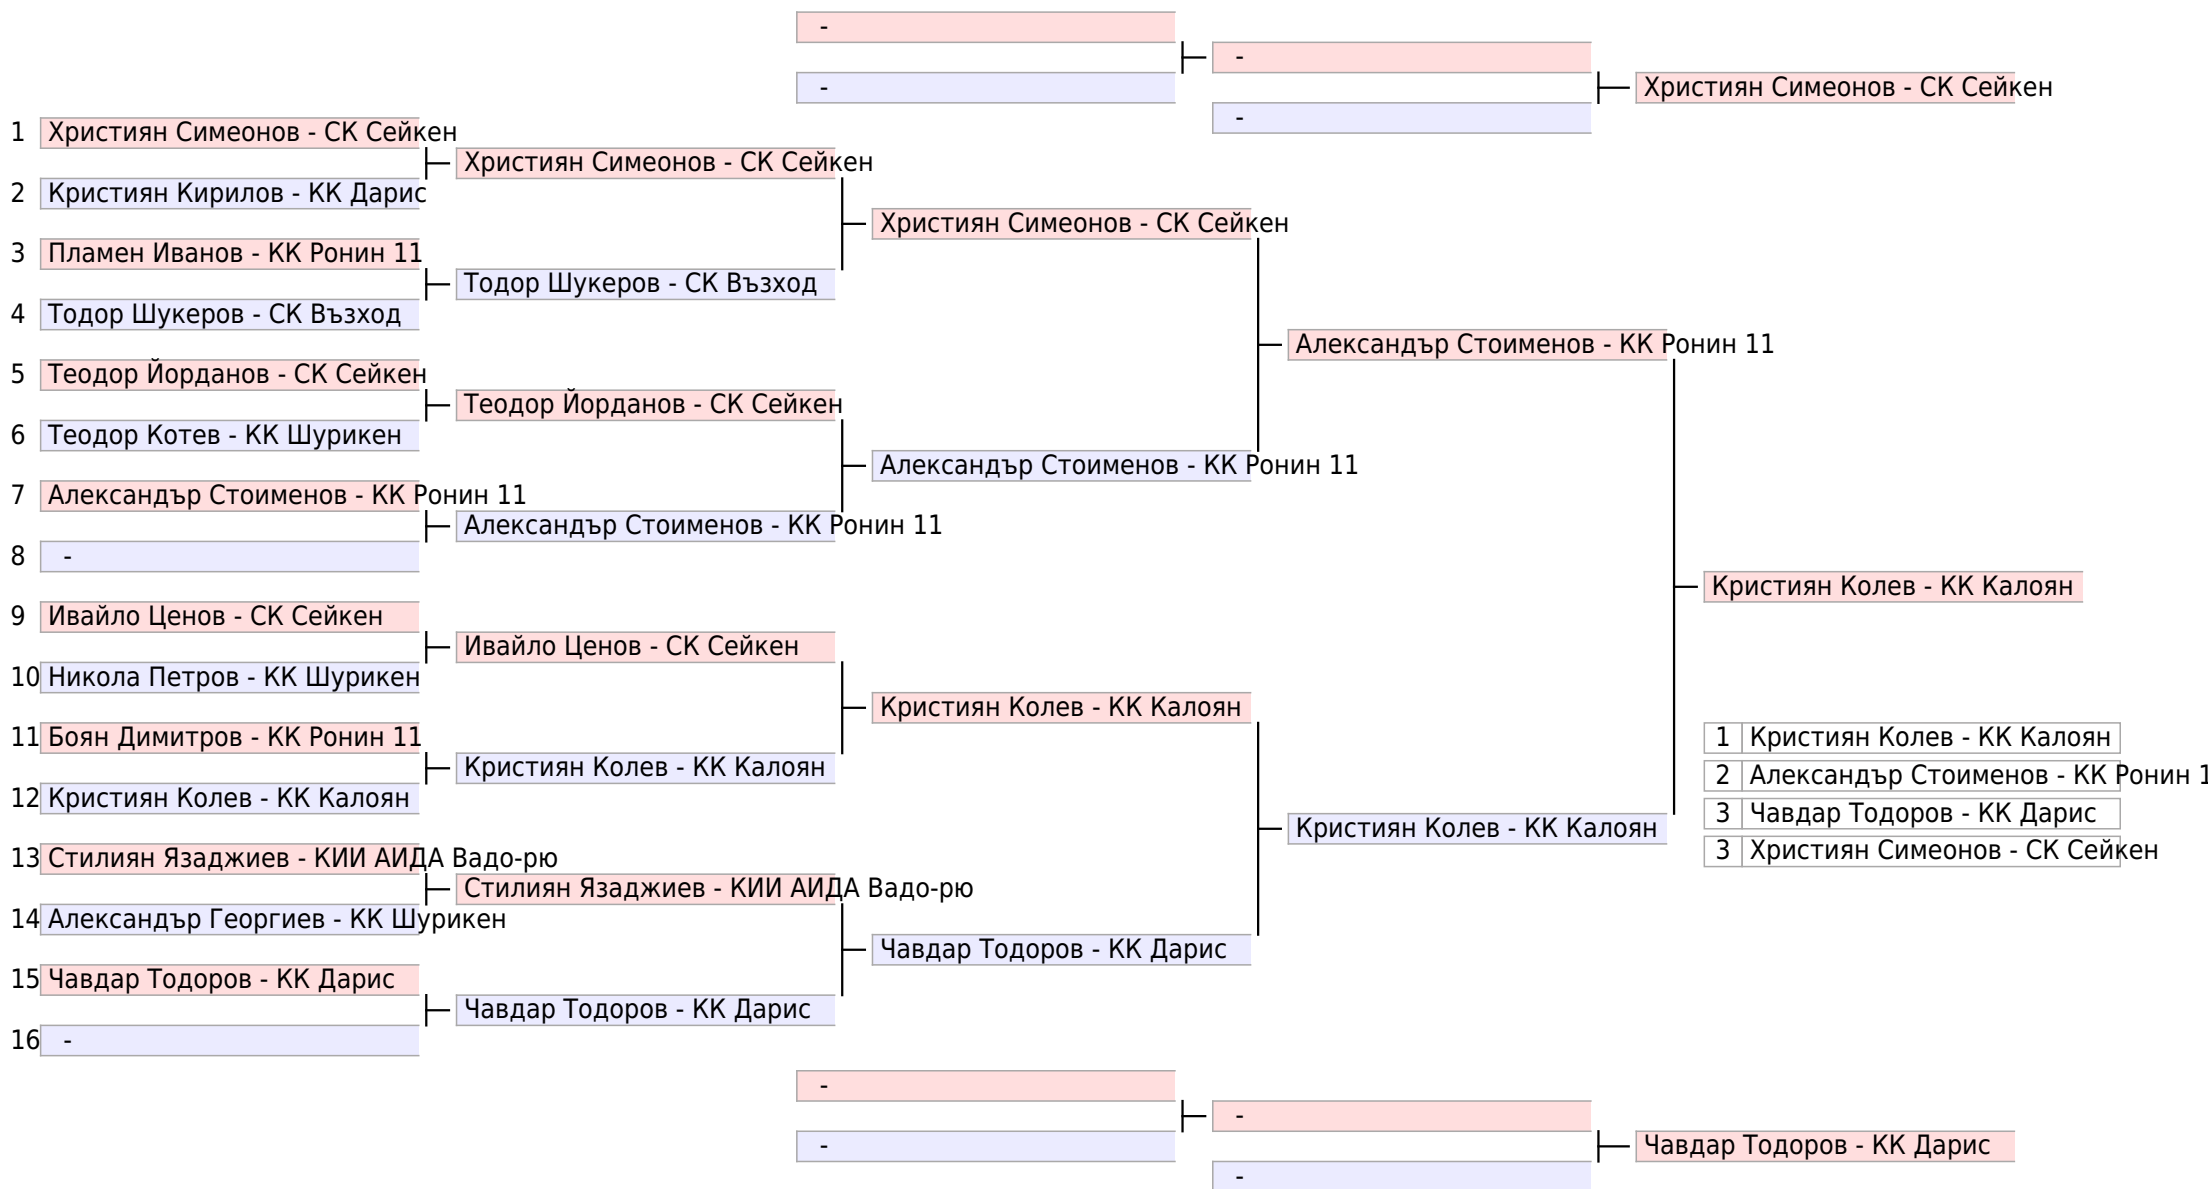 -
-
-
-
Християн Симеонов - СК Сейкен
1 Християн Симеонов - СК Сейкен
2 Кристиян Кирилов - КК Дарис
3 Пламен Иванов - КК Ронин 11
4 Тодор Шукеров - СК Възход
5 Теодор Йорданов - СК Сейкен
6 Теодор Котев - КК Шурикен
7 Александър Стоименов - КК Ронин 11
8 -
9 Ивайло Ценов - СК Сейкен
10 Никола Петров - КК Шурикен
11 Боян Димитров - КК Ронин 11
12 Кристиян Колев - КК Калоян
13 Стилиян Язаджиев - КИИ АИДА Вадо-рю
14 Александър Георгиев - КК Шурикен
15 Чавдар Тодоров - КК Дарис
16 -
Християн Симеонов - СК Сейкен
Тодор Шукеров - СК Възход
Теодор Йорданов - СК Сейкен
Александър Стоименов - КК Ронин 11
Ивайло Ценов - СК Сейкен
Кристиян Колев - КК Калоян
Стилиян Язаджиев - КИИ АИДА Вадо-рю
Чавдар Тодоров - КК Дарис
Християн Симеонов - СК Сейкен
Александър Стоименов - КК Ронин 11
Кристиян Колев - КК Калоян
Чавдар Тодоров - КК Дарис
Александър Стоименов - КК Ронин 11
Кристиян Колев - КК Калоян
Кристиян Колев - КК Калоян
1 Кристиян Колев - КК Калоян
2 Александър Стоименов - КК Ронин 1
3 Чавдар Тодоров - КК Дарис
3 Християн Симеонов - СК Сейкен
-
-
-
-
Чавдар Тодоров - КК Дарис